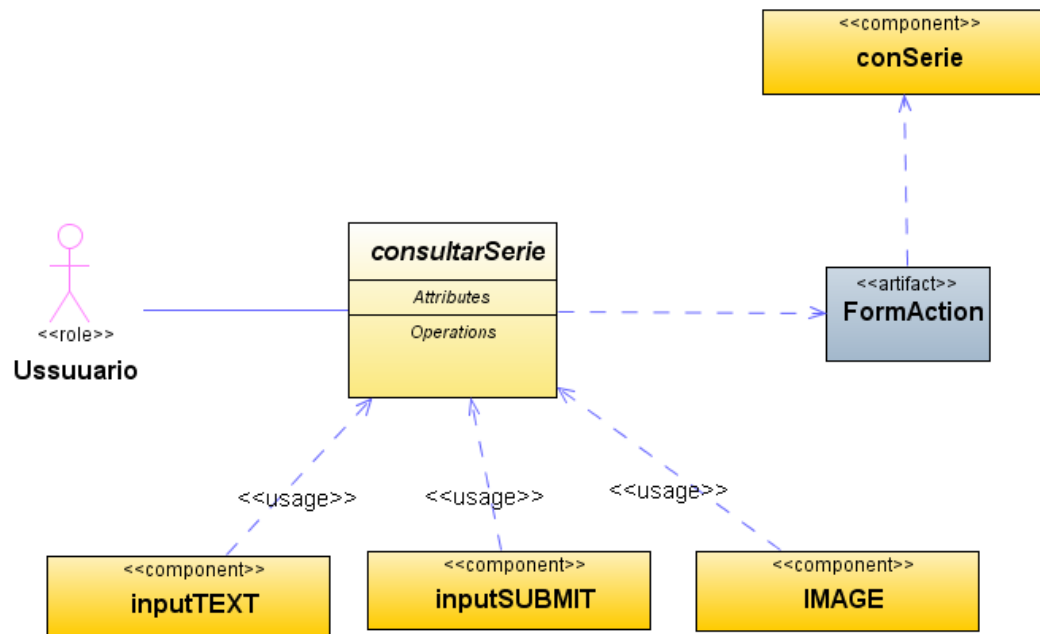 <<component>>
conSerie
consultarSerie
Attributes
Operations
<<artifact>>
FormAction
<<role>>
Ussuuario
<<usage>>
<<usage>>
<<usage>>
<<component>>
inputTEXT
<<component>>
inputSUBMIT
<<component>>
IMAGE